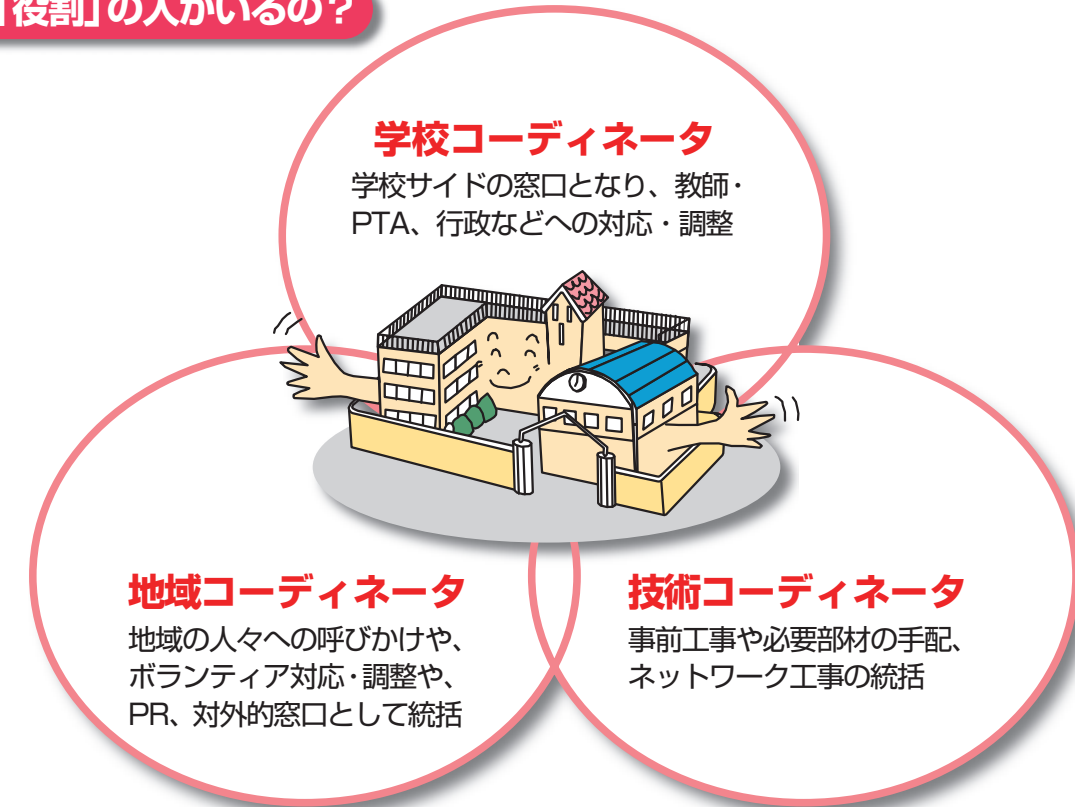 「役割」の人がいるの？
学校コーディネータ
学校サイドの窓口となり、教師・
PTA、行政などへの対応・調整
地域コーディネータ
地域の人々への呼びかけや、
ボランティア対応・調整や、
PR、対外的窓口として統括
技術コーディネータ
事前工事や必要部材の手配、
ネットワーク工事の統括